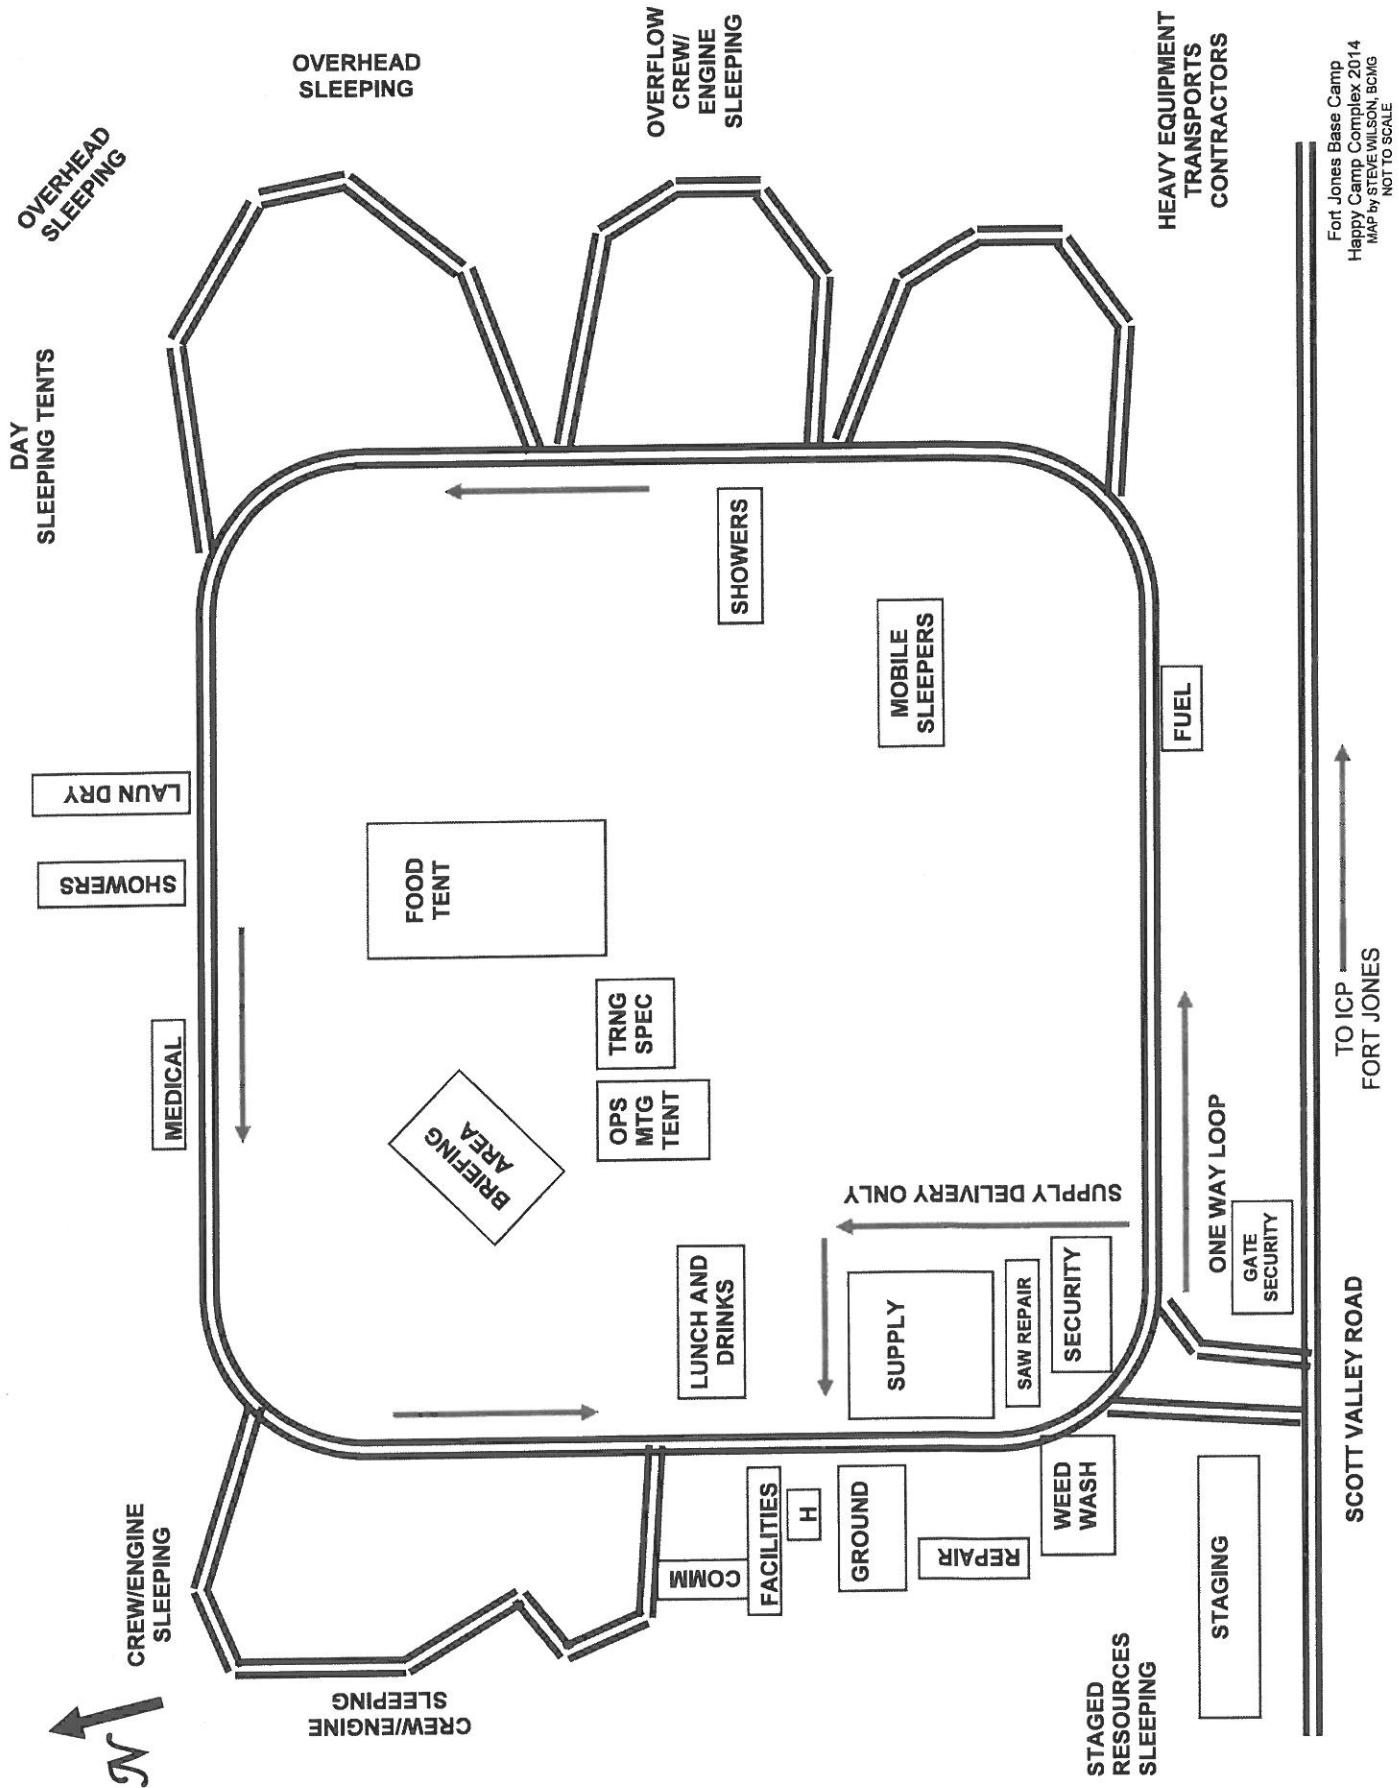 N
CREW/ENGINE
SLEEPING
SHOWERS
LAUN DRY
DAY
SLEEPING TENTS
OVERHEAD
SLEEPING
MEDICAL
CREW/ENGINE
SLEEPING
OVERHEAD
SLEEPING
BRIEFING
AREA
FOOD
TENT
OPS
MTG
TENT
TRNG
SPEC
OVERFLOW
CREW/
ENGINE
SLEEPING
LUNCH AND
DRINKS
SHOWERS
COMM
FACILITIES
H
GROUND
REPAIR
WEED
WASH
SUPPLY
SAW REPAIR
SECURITY
SUPPLY DELIVERY ONLY
MOBILE
SLEEPERS
STAGED
RESOURCES
SLEEPING
STAGING
ONE WAY LOOP
GATE
SECURITY
FUEL
HEAVY EQUIPMENT
TRANSPORTS
CONTRACTORS
SCOTT VALLEY ROAD
TO ICP
FORT JONES
Fort Jones Base Camp
Happy Camp Complex 2014
MAP by STEVE WILSON, BCMG
NOT TO SCALE